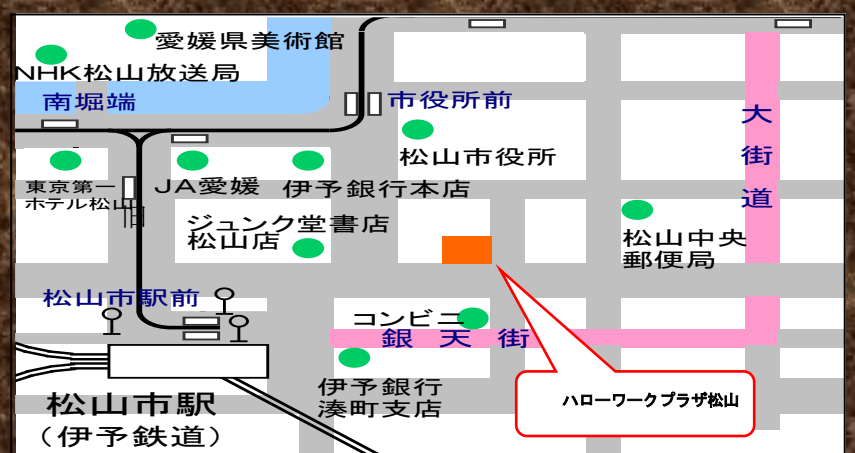 愛媛県美術館
NHK松山放送局
南堀端
市役所前
大街道
松山市役所
東京第一
ホテル松山
JA愛媛
伊予銀行本店
ジュンク堂書店
松山店
松山中央
郵便局
松山市駅前
コンビニ
銀天街
伊予銀行
湊町支店
ハローワークプラザ松山
松山市駅
（伊予鉄道）